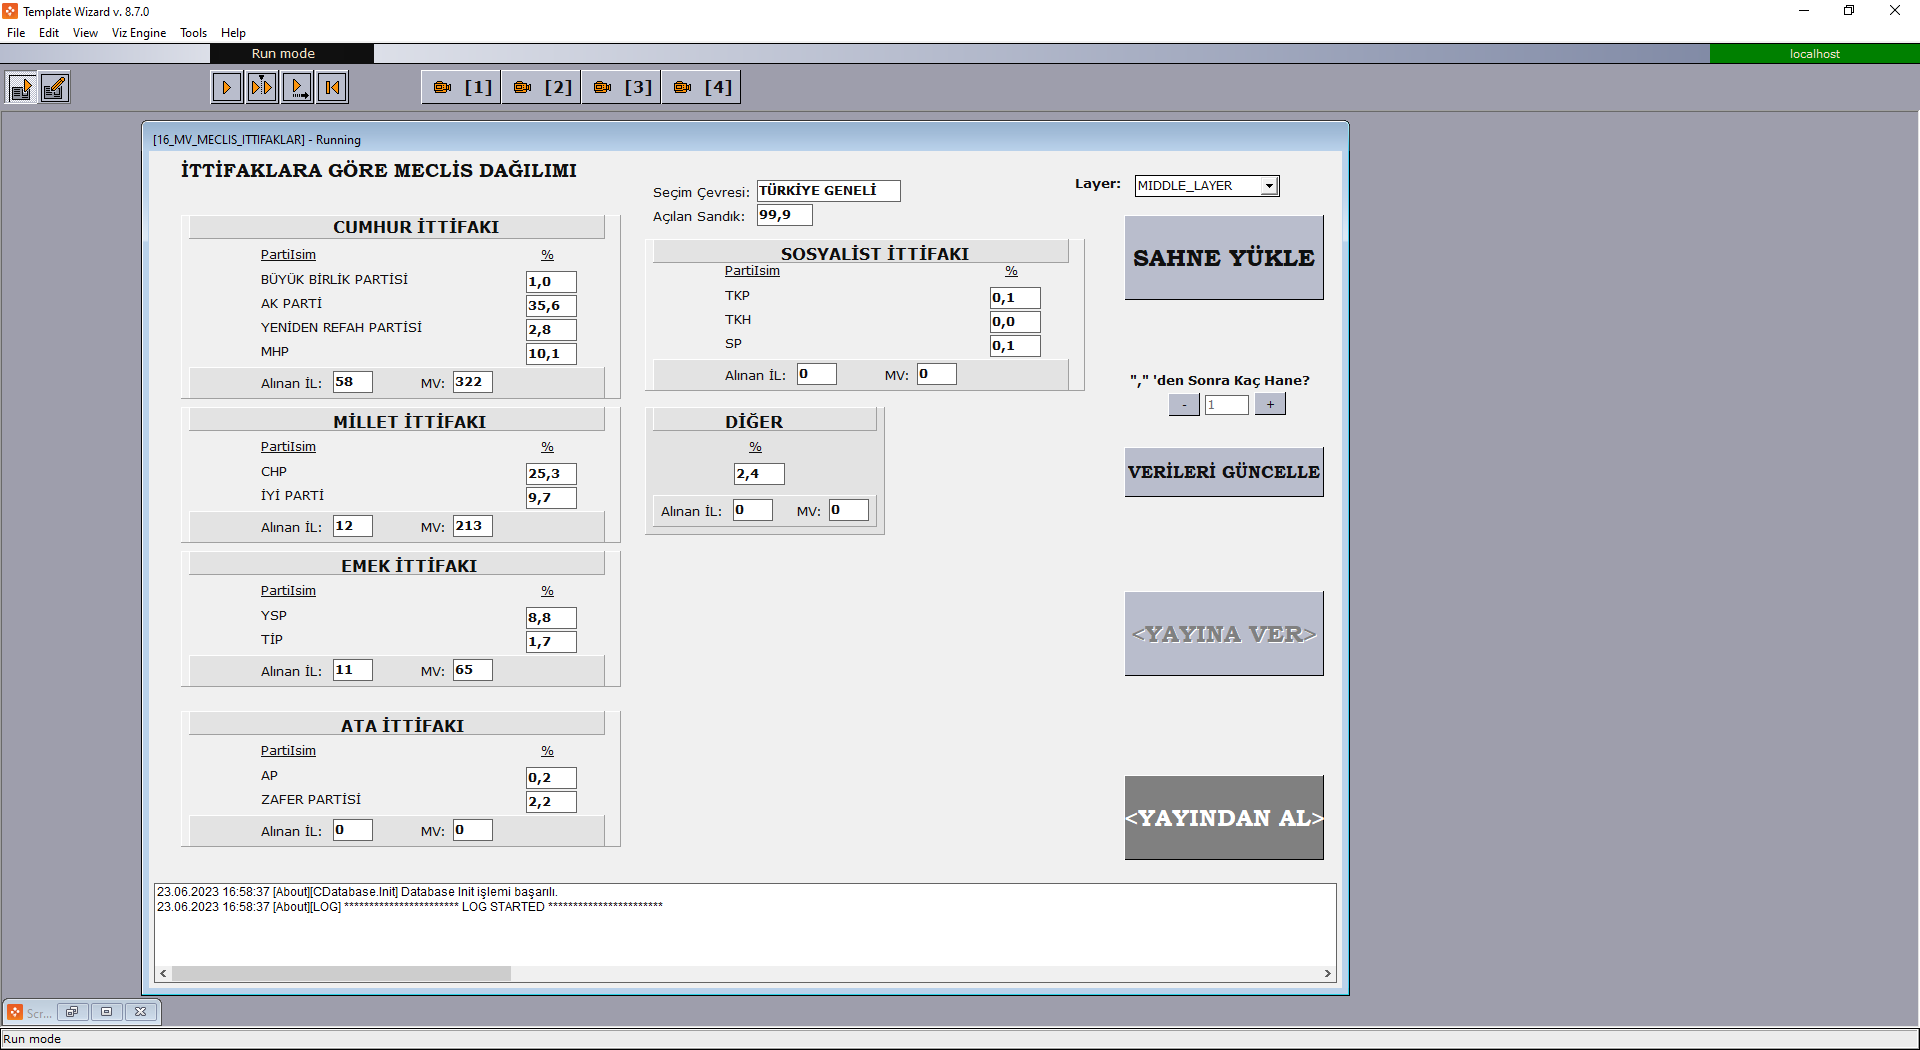 Template Wizard v. 8.7.0
File Edit View Viz Engine Tools Help
Run mode
localhost
[1] [2] [3] [4]
[16_MV_MECLIS_ITTIFAKLAR] - Running
İTTİFAKLARA GÖRE MECLİS DAĞILIMI
Seçim Çevresi: TÜRKİYE GENELİ
Açılan Sandık: 99,9
Layer: MIDDLE_LAYER
CUMHUR İTTİFAKI
PartiIsim %
BÜYÜK BİRLİK PARTİSİ 1,0
AK PARTİ 35,6
YENİDEN REFAH PARTİSİ 2,8
MHP 10,1
Alınan İL: 58 MV: 322
MİLLET İTTİFAKI
PartiIsim %
CHP 25,3
İYİ PARTİ 9,7
Alınan İL: 12 MV: 213
EMEK İTTİFAKI
PartiIsim %
YSP 8,8
TİP 1,7
Alınan İL: 11 MV: 65
ATA İTTİFAKI
PartiIsim %
AP 0,2
ZAFER PARTİSİ 2,2
Alınan İL: 0 MV: 0
SOSYALİST İTTİFAKI
PartiIsim %
TKP 0,1
TKH 0,0
SP 0,1
Alınan İL: 0 MV: 0
DİĞER
%
2,4
Alınan İL: 0 MV: 0
SAHNE YÜKLE
"," 'den Sonra Kaç Hane?
- 1 +
VERİLERİ GÜNCELLE
<YAYINA VER>
<YAYINDAN AL>
23.06.2023 16:58:37 [About][CDatabase.Init] Database Init işlemi başarılı.
23.06.2023 16:58:37 [About][LOG] *********************** LOG STARTED ***********************
Scr...
Run mode